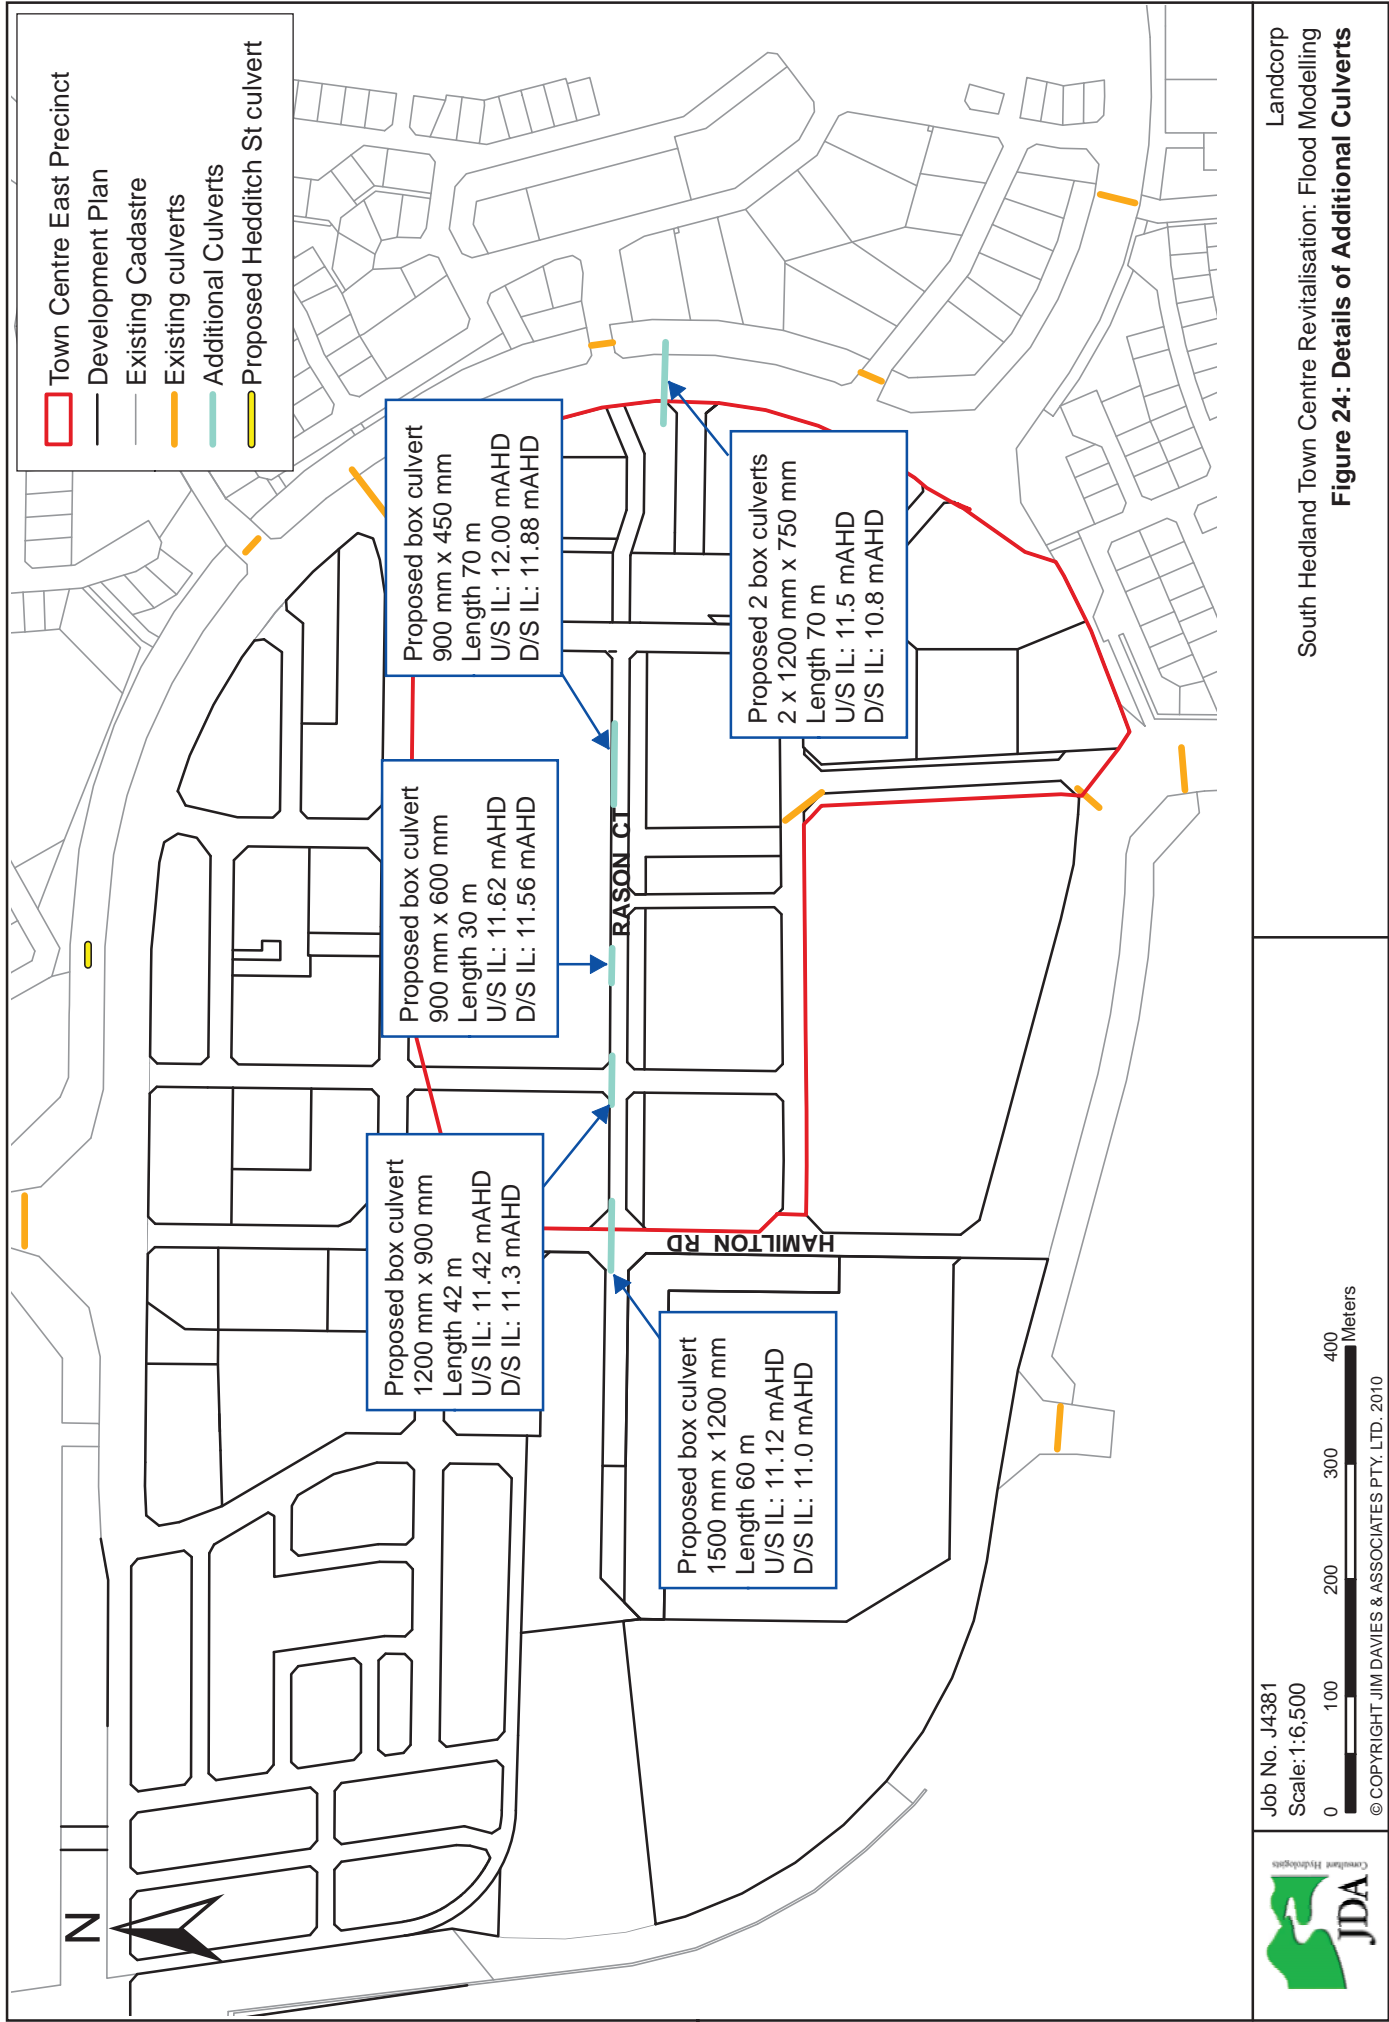 N
Town Centre East Precinct
Development Plan
Existing Cadastre
Existing culverts
Additional Culverts
Proposed Hedditch St culvert
Proposed box culvert
1200 mm x 900 mm
Length 42 m
U/S IL: 11.42 mAHD
D/S IL: 11.3 mAHD
Proposed box culvert
900 mm x 600 mm
Length 30 m
U/S IL: 11.62 mAHD
D/S IL: 11.56 mAHD
Proposed box culvert
900 mm x 450 mm
Length 70 m
U/S IL: 12.00 mAHD
D/S IL: 11.88 mAHD
RASON CT
HAMILTON RD
Proposed box culvert
1500 mm x 1200 mm
Length 60 m
U/S IL: 11.12 mAHD
D/S IL: 11.0 mAHD
Proposed 2 box culverts
2 x 1200 mm x 750 mm
Length 70 m
U/S IL: 11.5 mAHD
D/S IL: 10.8 mAHD
Consultant Hydrologists
JDA
Job No. J4381
Scale:1:6,500
0 100 200 300 400
Meters
© COPYRIGHT JIM DAVIES & ASSOCIATES PTY. LTD. 2010
Landcorp
South Hedland Town Centre Revitalisation: Flood Modelling
Figure 24: Details of Additional Culverts